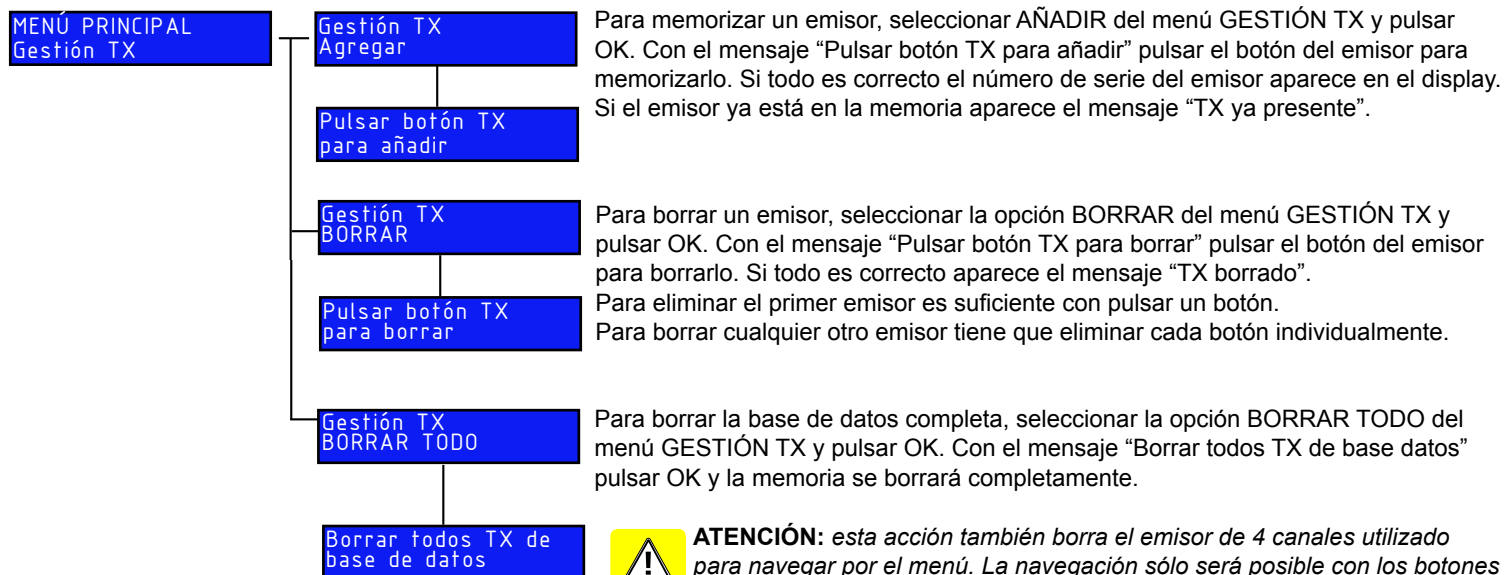 MENÚ PRINCIPAL
Gestión TX
Gestión TX
Agregar
Pulsar botón TX
para añadir
Para memorizar un emisor, seleccionar AÑADIR del menú GESTIÓN TX y pulsar
OK. Con el mensaje “Pulsar botón TX para añadir” pulsar el botón del emisor para
memorizarlo. Si todo es correcto el número de serie del emisor aparece en el display.
Si el emisor ya está en la memoria aparece el mensaje “TX ya presente”.
Gestión TX
BORRAR
Pulsar botón TX
para borrar
Para borrar un emisor, seleccionar la opción BORRAR del menú GESTIÓN TX y
pulsar OK. Con el mensaje “Pulsar botón TX para borrar” pulsar el botón del emisor
para borrarlo. Si todo es correcto aparece el mensaje “TX borrado”.
Para eliminar el primer emisor es suficiente con pulsar un botón.
Para borrar cualquier otro emisor tiene que eliminar cada botón individualmente.
Gestión TX
BORRAR TODO
Para borrar la base de datos completa, seleccionar la opción BORRAR TODO del
menú GESTIÓN TX y pulsar OK. Con el mensaje “Borrar todos TX de base datos”
pulsar OK y la memoria se borrará completamente.
Borrar todos TX de
base de datos
ATENCIÓN: esta acción también borra el emisor de 4 canales utilizado
para navegar por el menú. La navegación sólo será posible con los botones